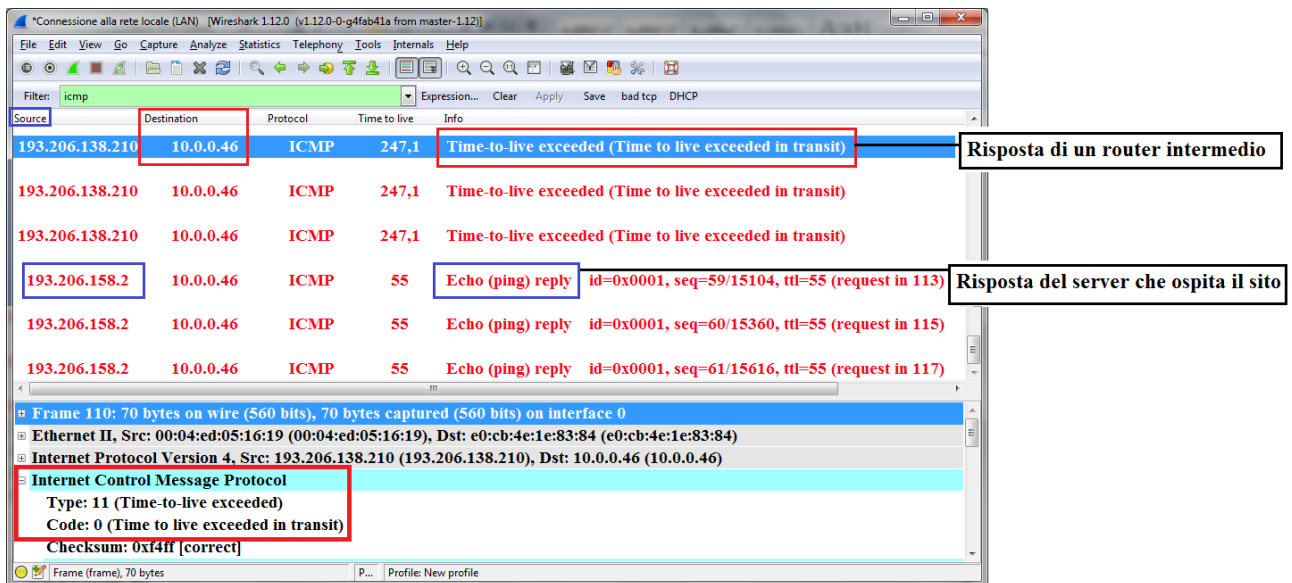 *Connessione alla rete locale (LAN) [Wireshark 1.12.0 (v1.12.0-0-g4fab41a from master-1.12)]
File Edit View Go Capture Analyze Statistics Telephony Tools Internals Help
Filter: icmp Expression... Clear Apply Save bad tcp DHCP
Source Destination Protocol Time to live Info
193.206.138.210 10.0.0.46 ICMP 247,1 Time-to-live exceeded (Time to live exceeded in transit)
Risposta di un router intermedio
193.206.138.210 10.0.0.46 ICMP 247,1 Time-to-live exceeded (Time to live exceeded in transit)
193.206.138.210 10.0.0.46 ICMP 247,1 Time-to-live exceeded (Time to live exceeded in transit)
193.206.158.2 10.0.0.46 ICMP 55 Echo (ping) reply id=0x0001, seq=59/15104, ttl=55 (request in 113)
Risposta del server che ospita il sito
193.206.158.2 10.0.0.46 ICMP 55 Echo (ping) reply id=0x0001, seq=60/15360, ttl=55 (request in 115)
193.206.158.2 10.0.0.46 ICMP 55 Echo (ping) reply id=0x0001, seq=61/15616, ttl=55 (request in 117)
Frame 110: 70 bytes on wire (560 bits), 70 bytes captured (560 bits) on interface 0
Ethernet II, Src: 00:04:ed:05:16:19 (00:04:ed:05:16:19), Dst: e0:cb:4e:1e:83:84 (e0:cb:4e:1e:83:84)
Internet Protocol Version 4, Src: 193.206.138.210 (193.206.138.210), Dst: 10.0.0.46 (10.0.0.46)
Internet Control Message Protocol
Type: 11 (Time-to-live exceeded)
Code: 0 (Time to live exceeded in transit)
Checksum: 0xf4ff [correct]
Frame (frame), 70 bytes P... Profile: New profile